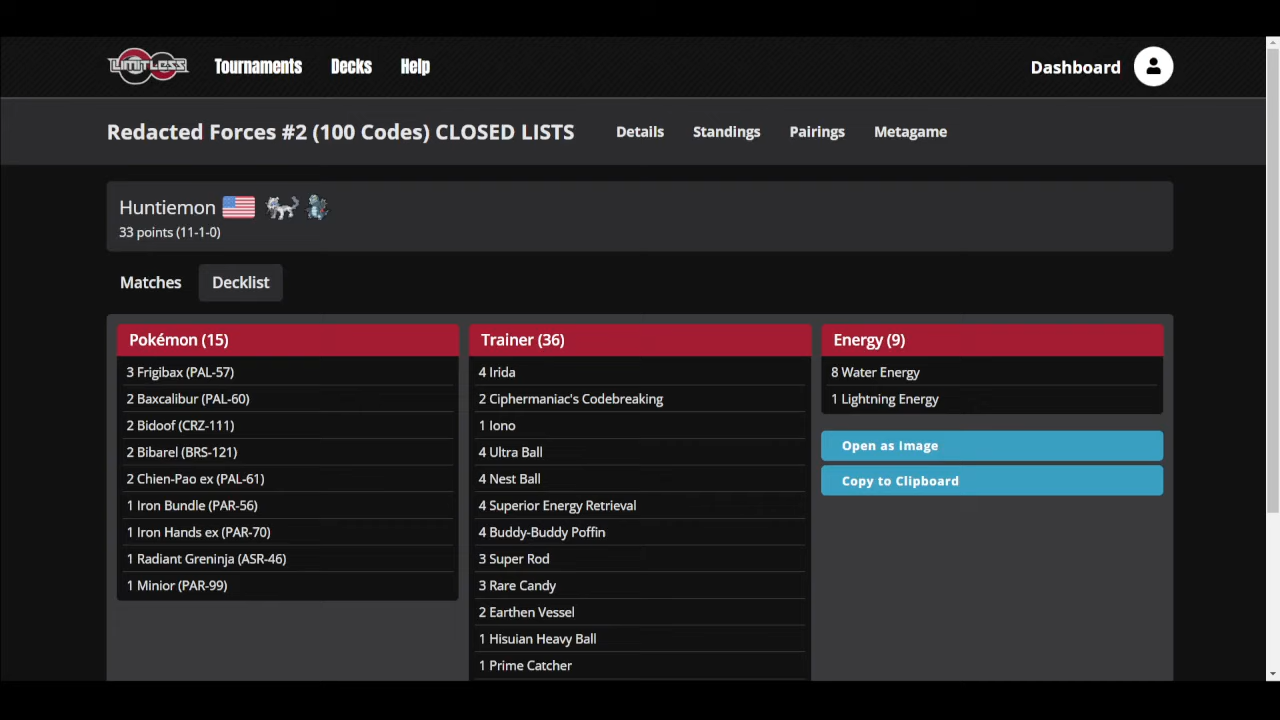 LIMITLESS
Tournaments
Decks
Help
Dashboard
Redacted Forces #2 (100 Codes) CLOSED LISTS
Details
Standings
Pairings
Metagame
Huntiemon
33 points (11-1-0)
Matches
Decklist
Pokémon (15)
3 Frigibax (PAL-57)
2 Baxcalibur (PAL-60)
2 Bidoof (CRZ-111)
2 Bibarel (BRS-121)
2 Chien-Pao ex (PAL-61)
1 Iron Bundle (PAR-56)
1 Iron Hands ex (PAR-70)
1 Radiant Greninja (ASR-46)
1 Minior (PAR-99)
Trainer (36)
4 Irida
2 Ciphermaniac's Codebreaking
1 Iono
4 Ultra Ball
4 Nest Ball
4 Superior Energy Retrieval
4 Buddy-Buddy Poffin
3 Super Rod
3 Rare Candy
2 Earthen Vessel
1 Hisuian Heavy Ball
1 Prime Catcher
Energy (9)
8 Water Energy
1 Lightning Energy
Open as Image
Copy to Clipboard